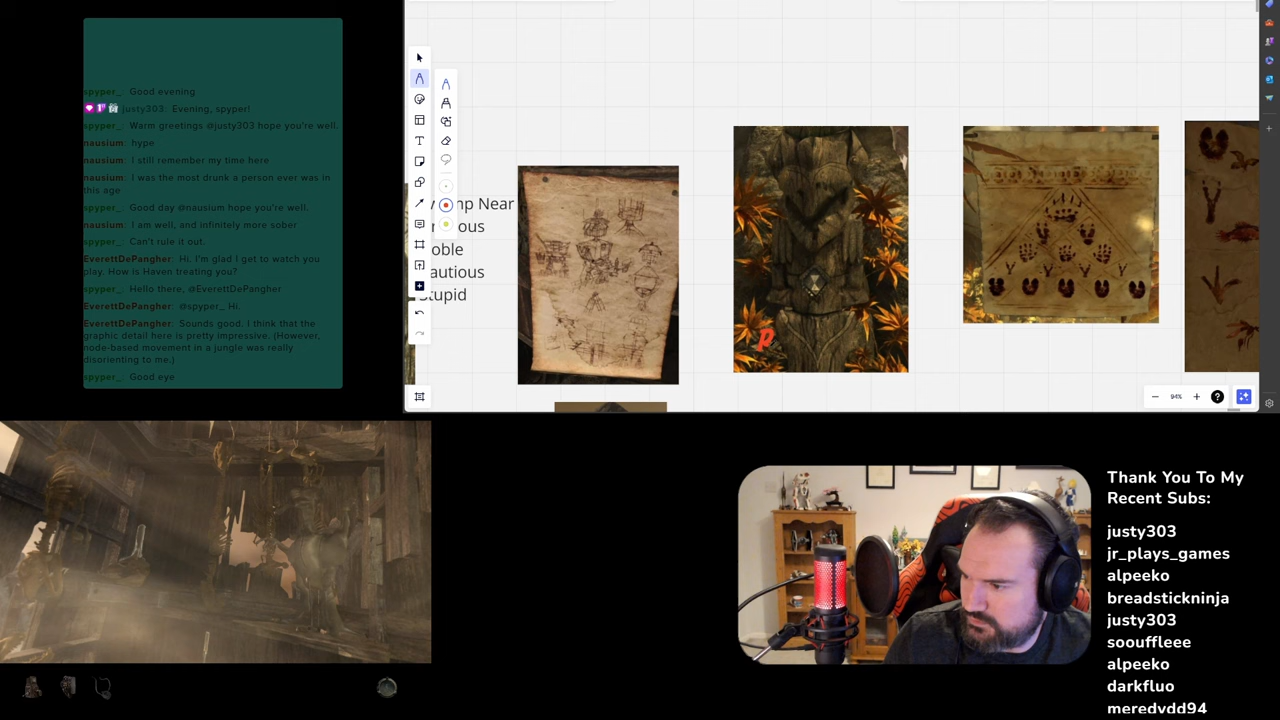 spyper_: Good evening
justy303: Evening, spyper!
spyper_: Warm greetings @justy303 hope you're well.
nausium: hype
nausium: I still remember my time here
nausium: I was the most drunk a person ever was in
this age
spyper_: Good day @nausium hope you're well.
nausium: I am well, and infinitely more sober
spyper_: Can't rule it out.
EverettDePangher: Hi, I'm glad I get to watch you
play. How is Haven treating you?
spyper_: Hello there, @EverettDePangher
EverettDePangher: @spyper_ Hi.
EverettDePangher: Sounds good. I think that the
graphic detail here is pretty impressive. (However,
node-based movement in a jungle was really
disorienting to me.)
spyper_: Good eye
mp Near
ious
oble
autious
tupid
94%
Thank You To My
Recent Subs:
justy303
jr_plays_games
alpeeko
breadstickninja
justy303
sooufleee
alpeeko
darkfluo
meredydd94